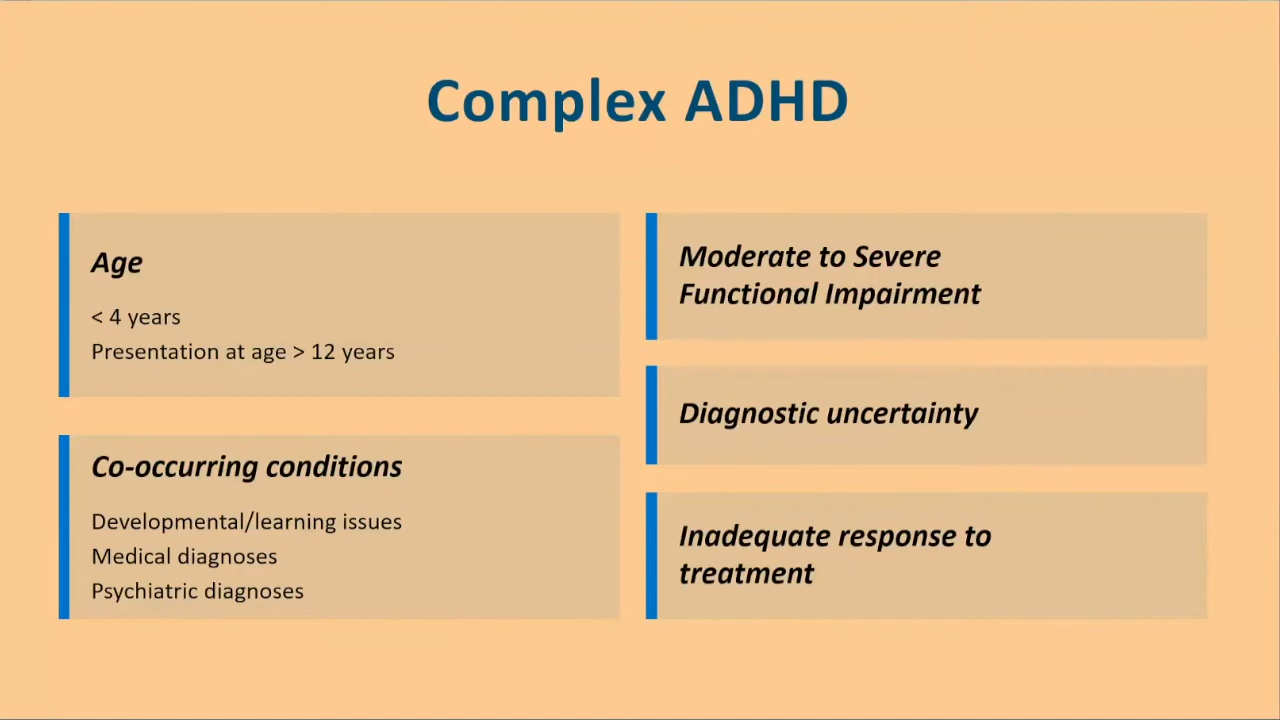 Complex ADHD
Age
< 4 years
Presentation at age > 12 years
Co-occurring conditions
Developmental/learning issues
Medical diagnoses
Psychiatric diagnoses
Moderate to Severe
Functional Impairment
Diagnostic uncertainty
Inadequate response to
treatment